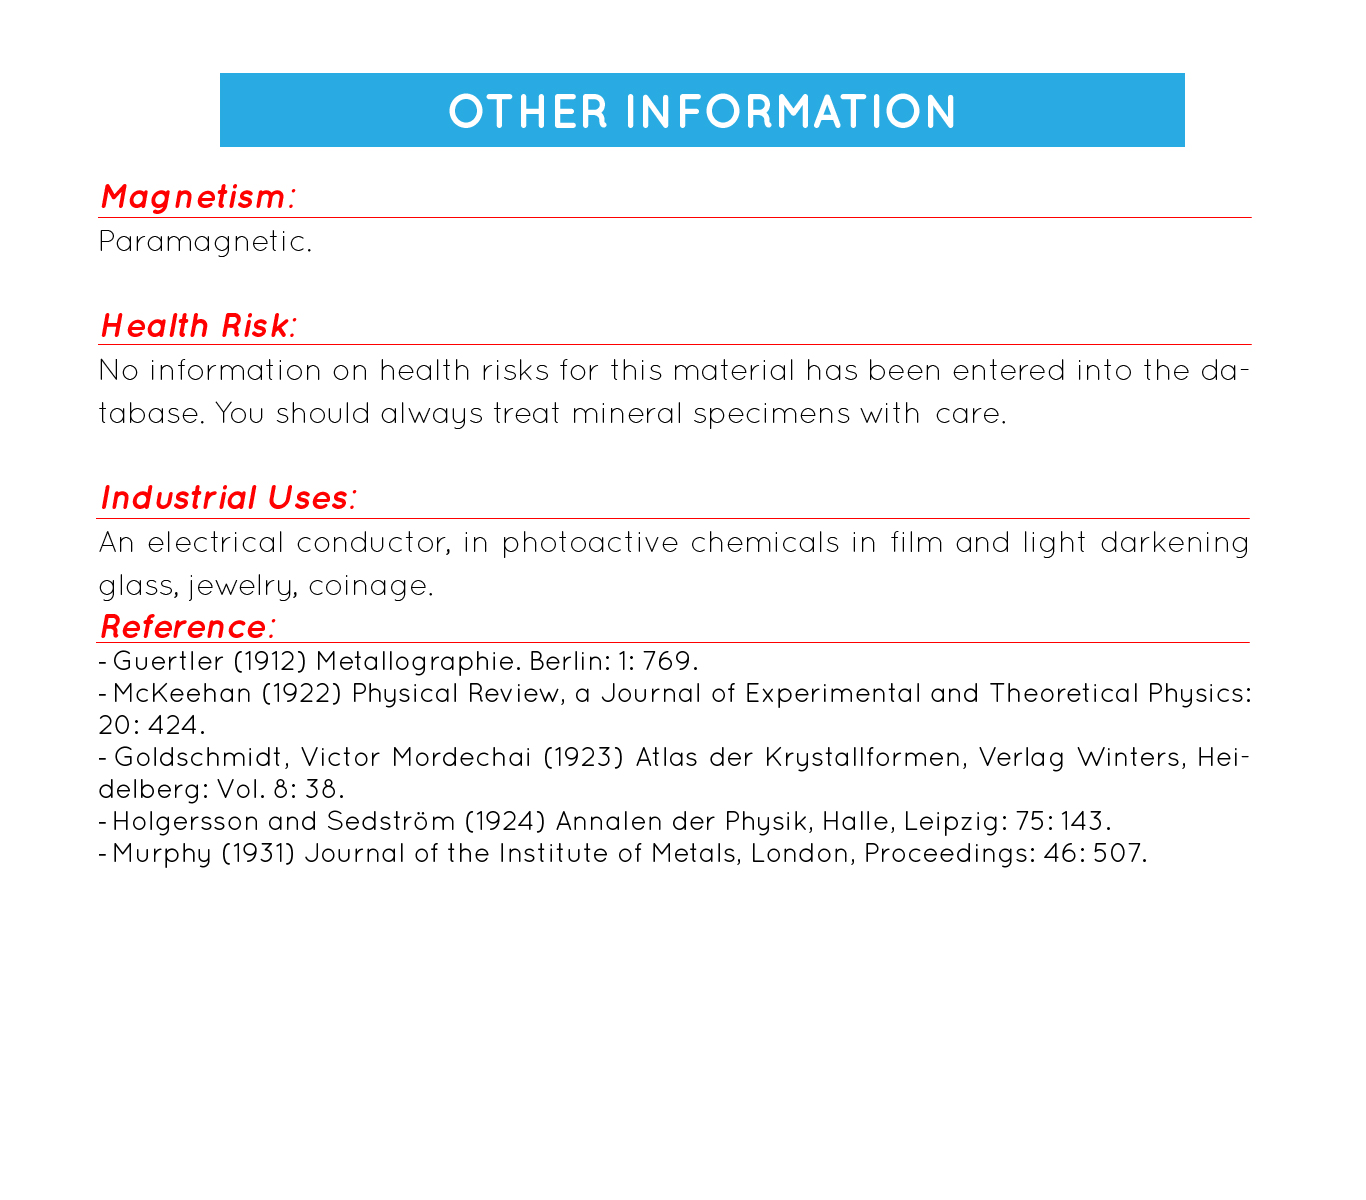 OTHER INFORMATION
Magnetism:
Paramagnetic.
Health Risk:
No information on health risks for this material has been entered into the da-
tabase. You should always treat mineral specimens with care.
Industrial Uses:
An electrical conductor, in photoactive chemicals in film and light darkening
glass, jewelry, coinage.
Reference:
- Guertler (1912) Metallographie. Berlin: 1: 769.
- McKeehan (1922) Physical Review, a Journal of Experimental and Theoretical Physics:
20: 424.
- Goldschmidt, Victor Mordechai (1923) Atlas der Krystallformen, Verlag Winters, Hei-
delberg: Vol. 8: 38.
- Holgersson and Sedström (1924) Annalen der Physik, Halle, Leipzig: 75: 143.
- Murphy (1931) Journal of the Institute of Metals, London, Proceedings: 46: 507.